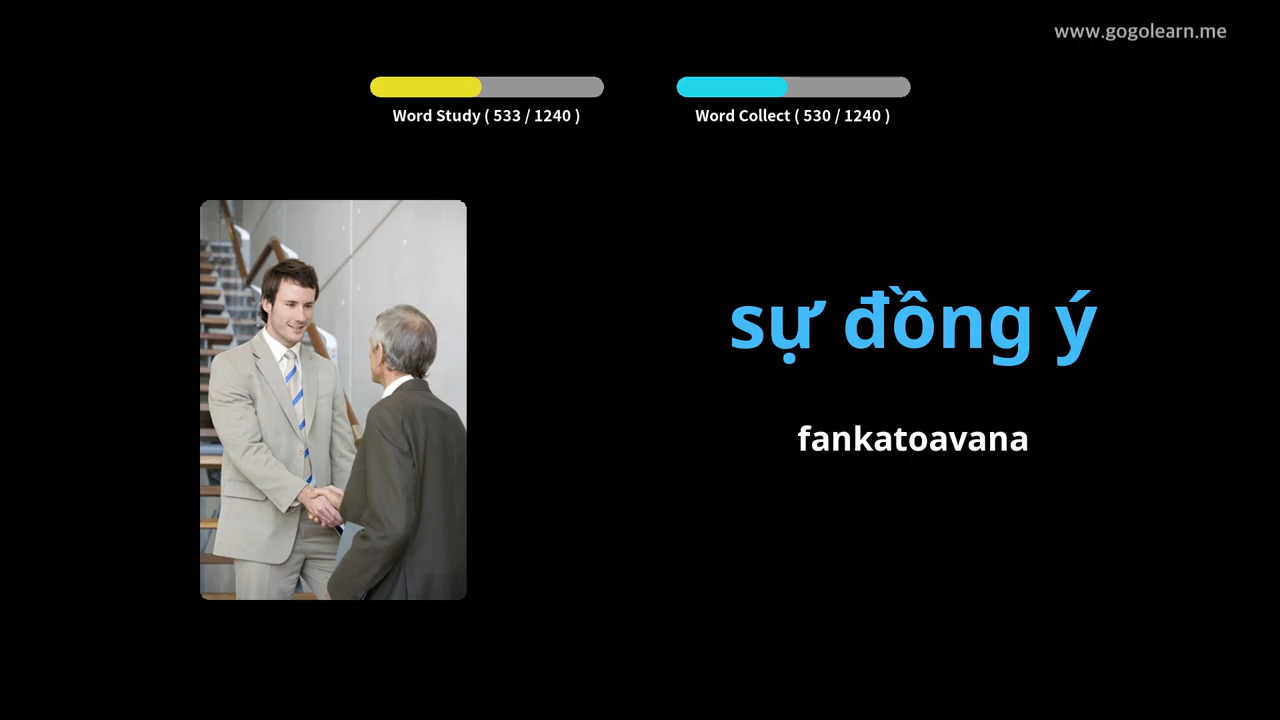 www.gogolearn.me
Word Study ( 533 / 1240 )
Word Collect ( 530 / 1240 )
sự đồng ý
fankatoavana